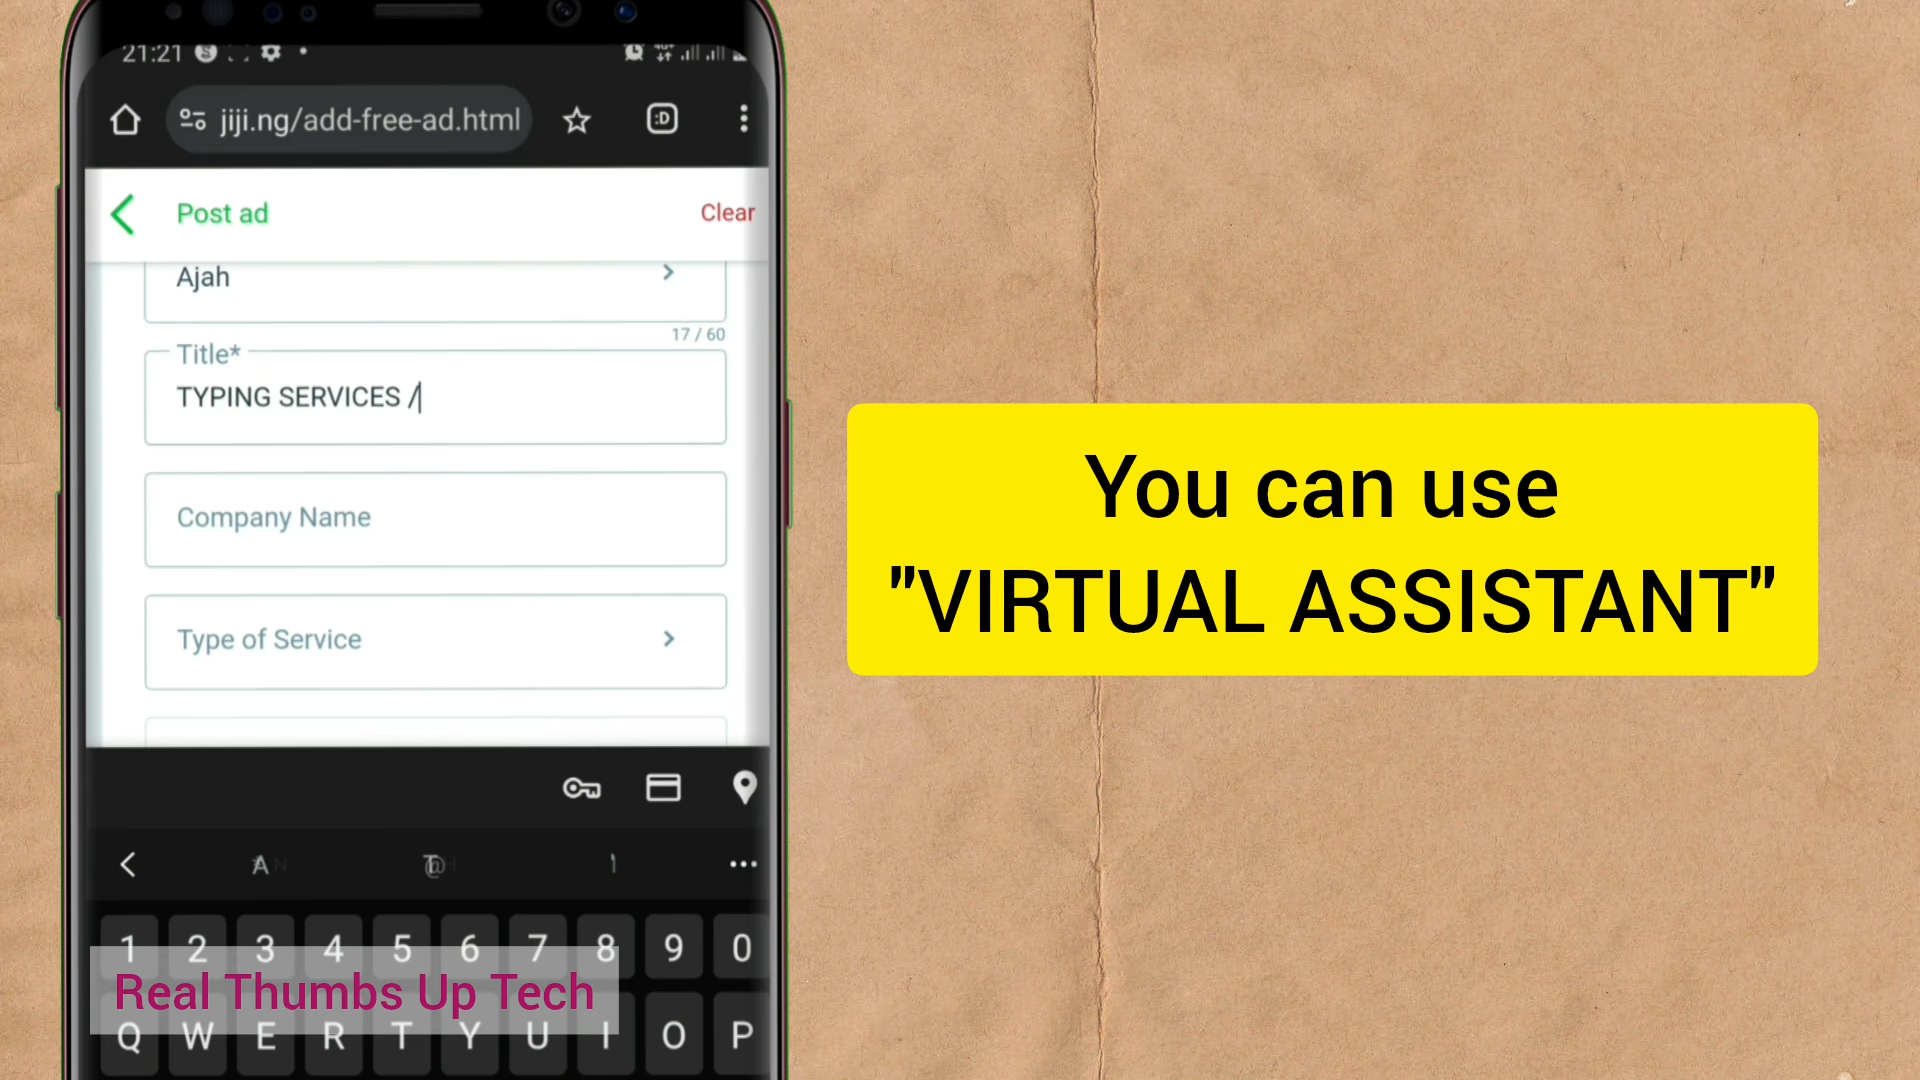 21:21
jiji.ng/add-free-ad.html
:D
Post ad
Clear
Ajah
17 / 60
Title*
TYPING SERVICES /
Company Name
Type of Service
1 2 3 4 5 6 7 8 9 0
Real Thumbs Up Tech
Q W E R T Y U I O P
You can use
"VIRTUAL ASSISTANT"